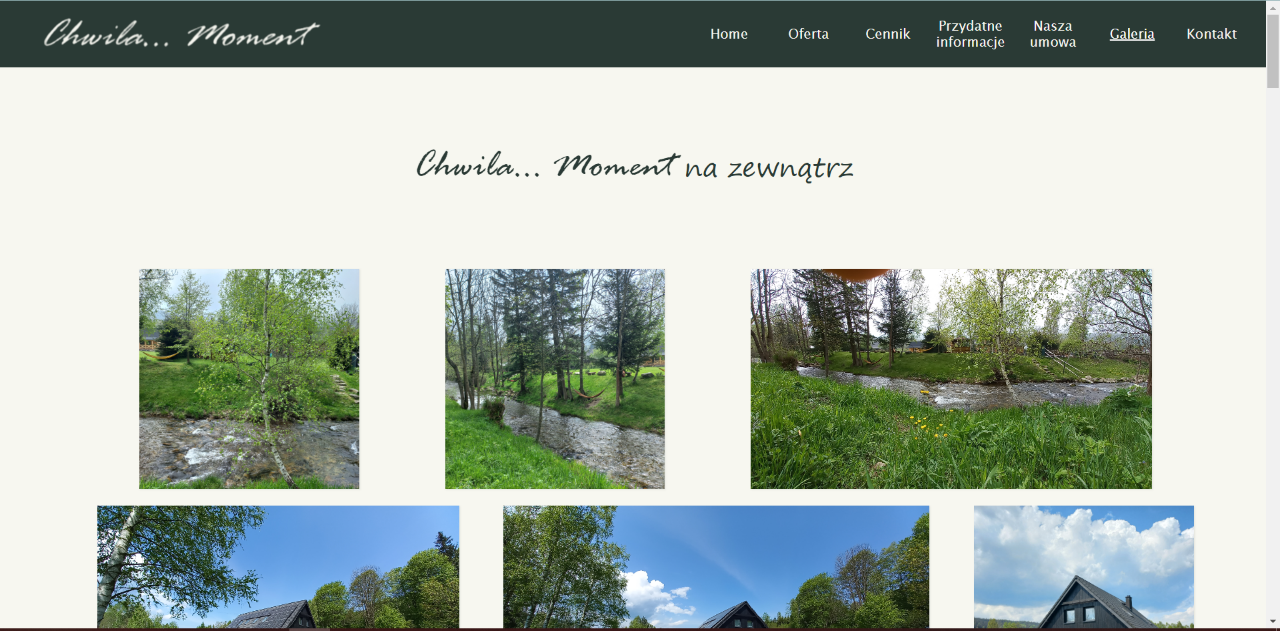 Chwila... Moment
Home
Oferta
Cennik
Przydatne
informacje
Nasza
umowa
Galeria
Kontakt
Chwila... Moment na zewnątrz